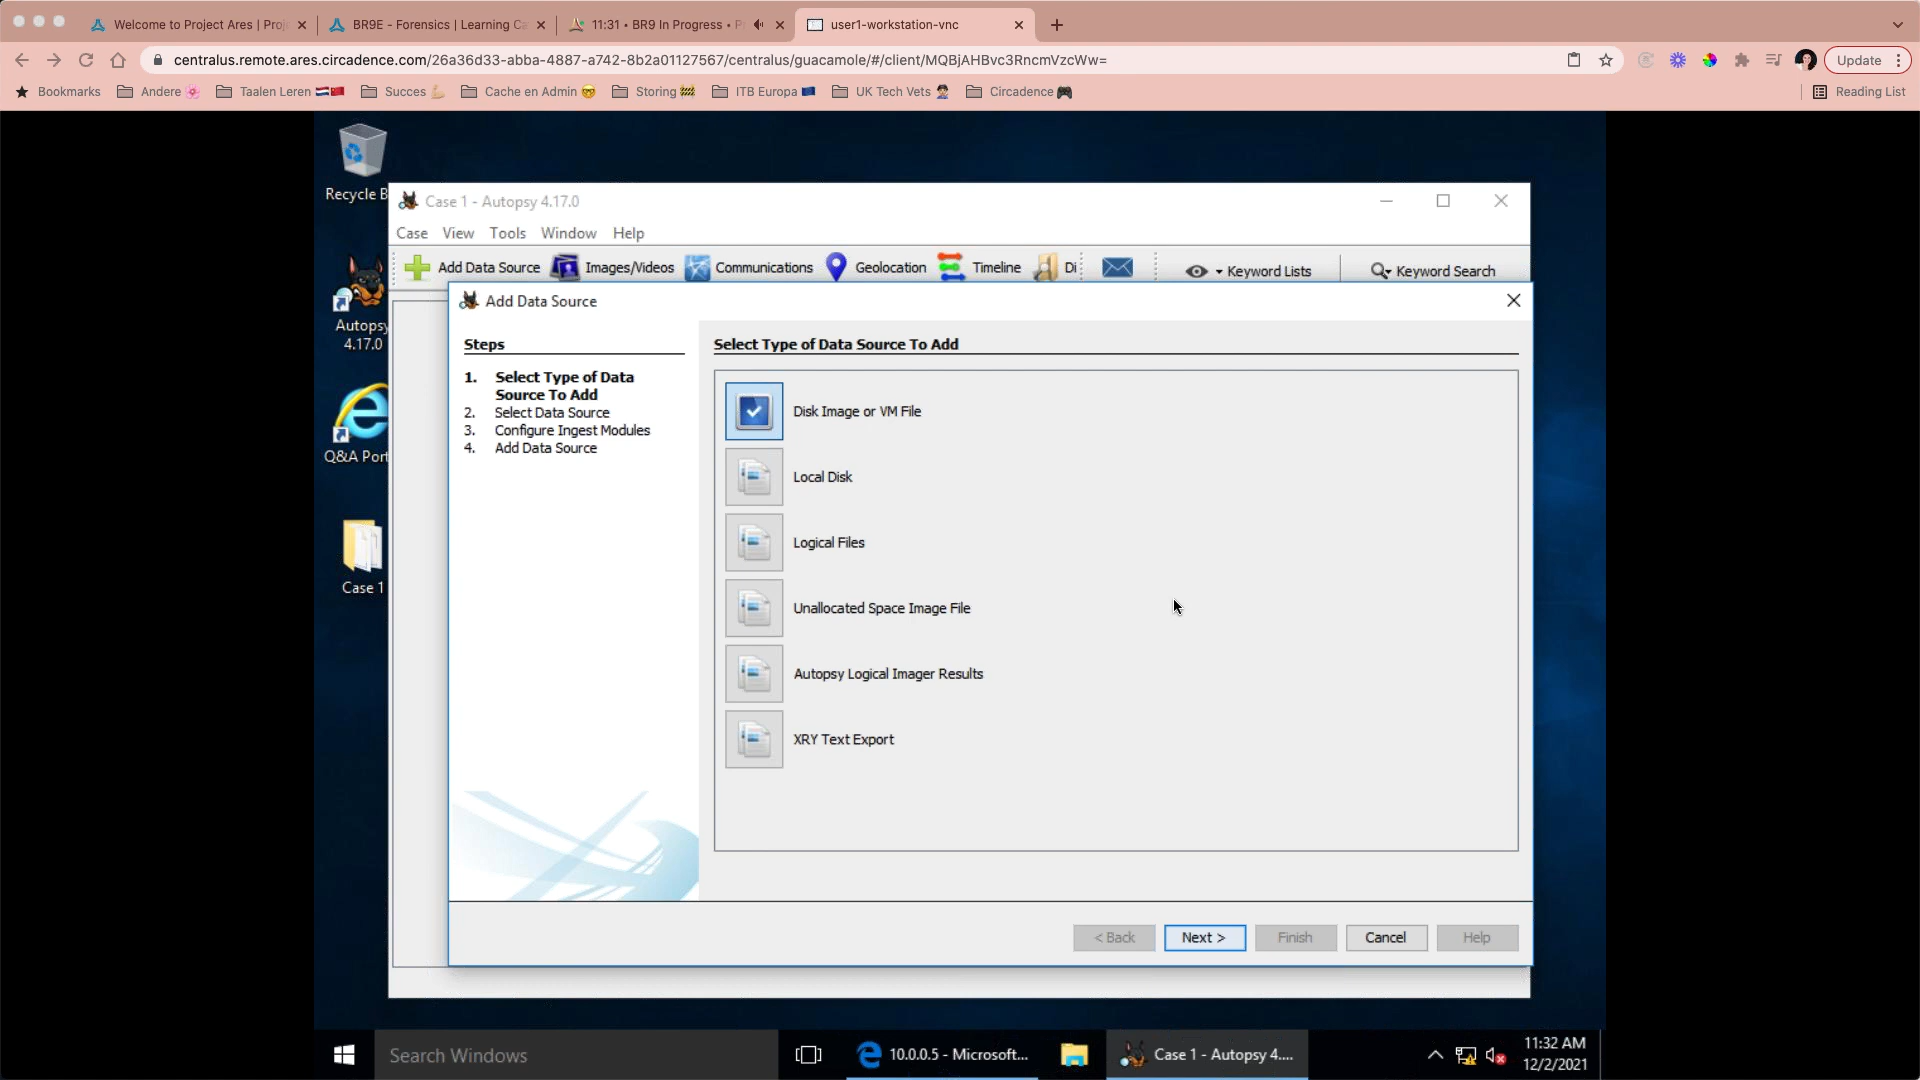 Welcome to Project Ares | Proj
BR9E - Forensics | Learning Ca
11:31 • BR9 In Progress • P
user1-workstation-vnc
centralus.remote.ares.circadence.com/26a36d33-abba-4887-a742-8b2a01127567/centralus/guacamole/#/client/MQBjAHBvc3RncmVzcWw=
Update
Bookmarks
Andere
Taalen Leren
Succes
Cache en Admin
Storing
ITB Europa
UK Tech Vets
Circadence
Reading List
Recycle B
Autopsy
4.17.0
Q&A Port
Case 1
Case 1 - Autopsy 4.17.0
Case View Tools Window Help
Add Data Source Images/Videos Communications Geolocation Timeline Di Keyword Lists Keyword Search
Add Data Source
Steps
1. Select Type of Data
Source To Add
2. Select Data Source
3. Configure Ingest Modules
4. Add Data Source
Select Type of Data Source To Add
Disk Image or VM File
Local Disk
Logical Files
Unallocated Space Image File
Autopsy Logical Imager Results
XRY Text Export
< Back Next > Finish Cancel Help
Search Windows
10.0.0.5 - Microsoft...
Case 1 - Autopsy 4....
11:32 AM
12/2/2021